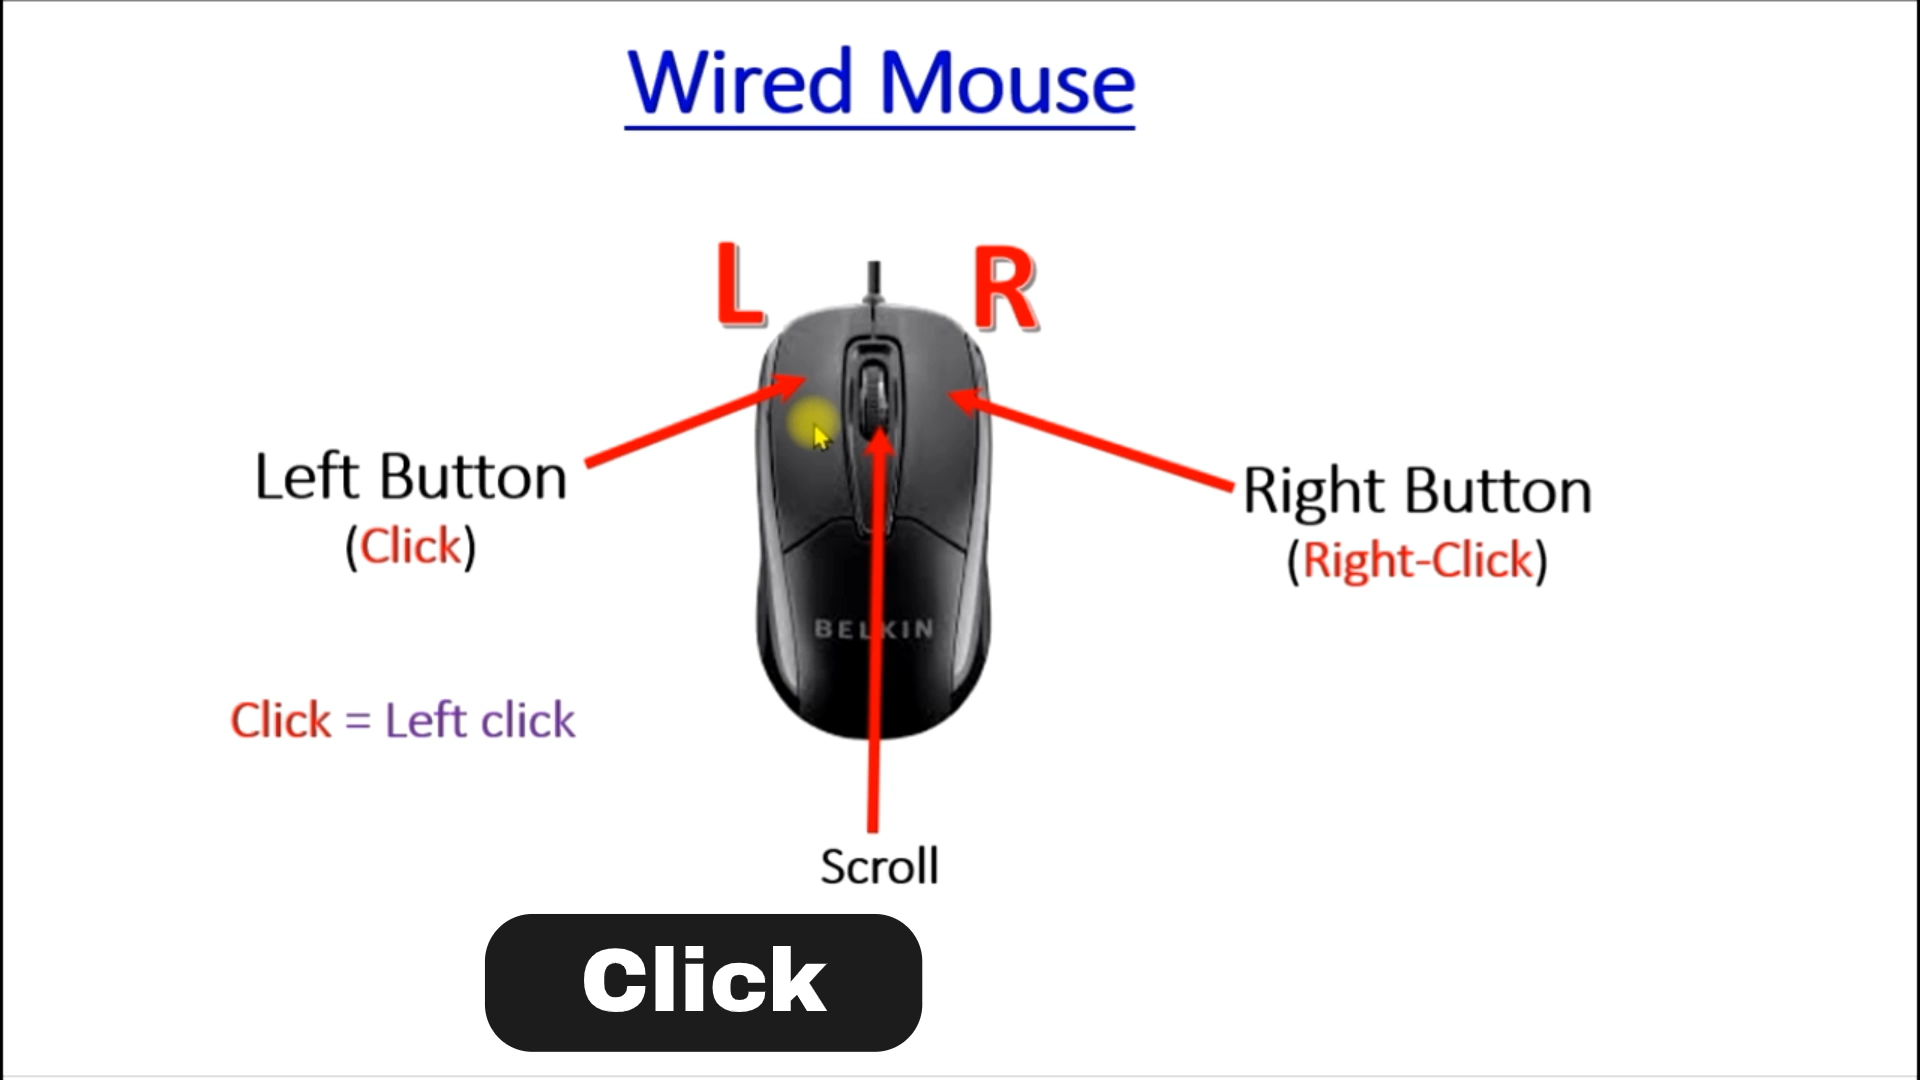 Wired Mouse
L
R
Left Button
(Click)
Right Button
(Right-Click)
BELKIN
Click = Left click
Scroll
Click